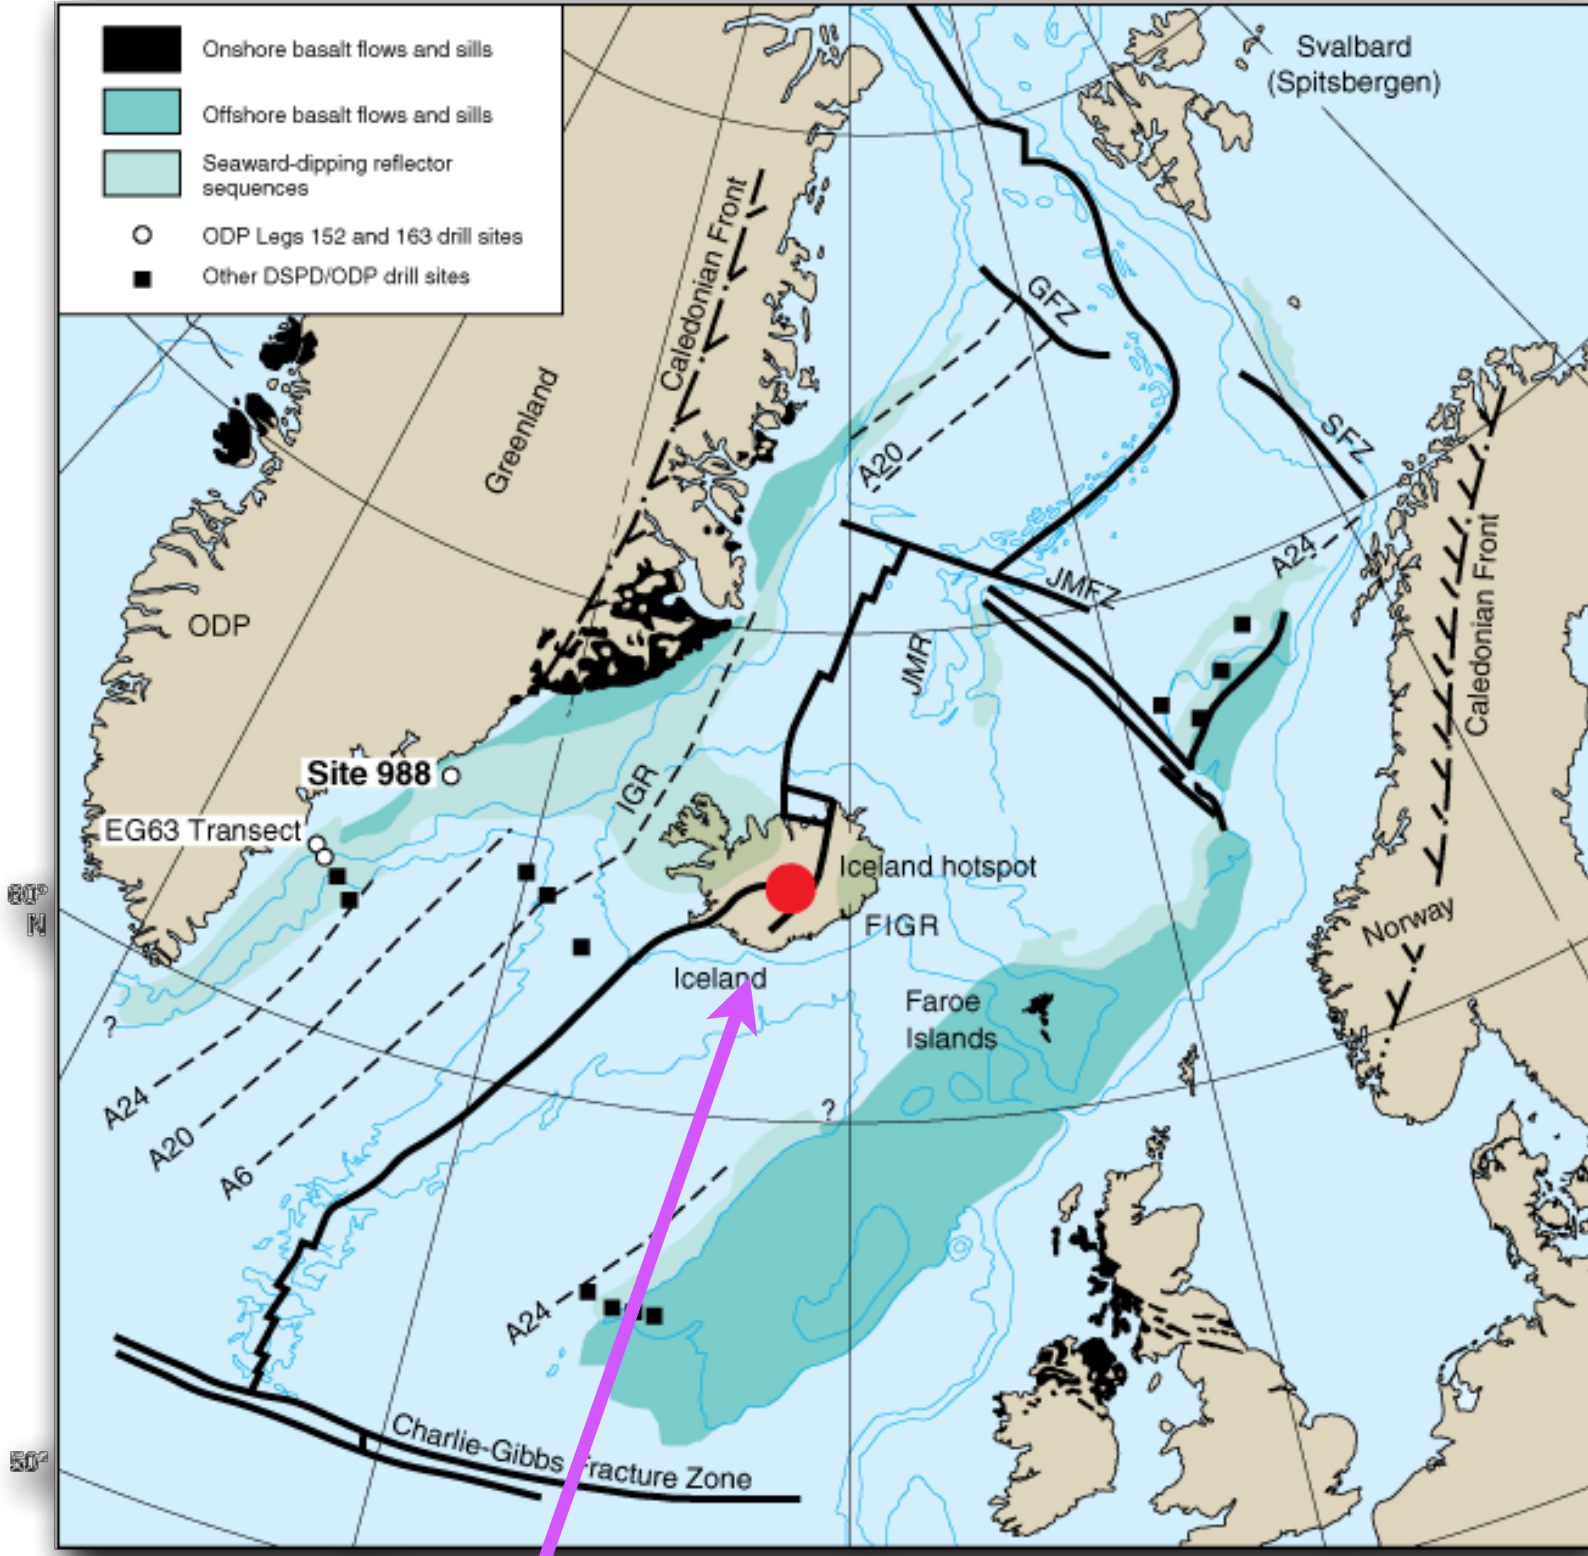 Onshore basalt flows and sills
Offshore basalt flows and sills
Seaward-dipping reflector
sequences
ODP Legs 152 and 163 drill sites
Other DSPD/ODP drill sites
Svalbard
(Spitsbergen)
Caledonian Front
GFZ
Greenland
SFZ
A20
A24
JMFZ
Caledonian Front
ODP
JMR
Site 988
IGR
EG63 Transect
Iceland hotspot
60°
N
FIGR
Norway
Iceland
Faroe
Islands
?
A24
?
A20
A6
A24
Charlie-Gibbs Fracture Zone
50°